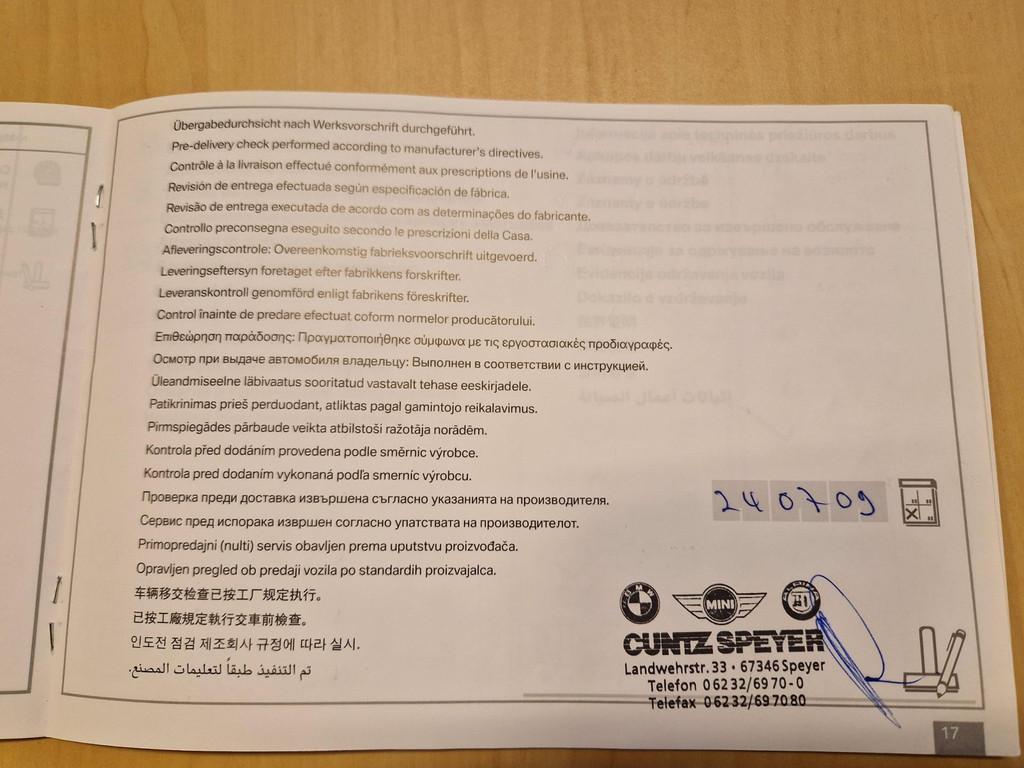 Übergabedurchsicht nach Werksvorschrift durchgeführt.
Pre-delivery check performed according to manufacturer's directives.
Contrôle à la livraison effectué conformément aux prescriptions de l'usine.
Revisión de entrega efectuada según especificación de fábrica.
Revisão de entrega executada de acordo com as determinações do fabricante.
Controllo preconsegna eseguito secondo le prescrizioni della Casa.
Afleveringscontrole: Overeenkomstig fabrieksvoorschrift uitgevoerd.
Leveringseftersyn foretaget efter fabrikkens forskrifter.
Leveranskontroll genomförd enligt fabrikens föreskrifter.
Control înainte de predare efectuat coform normelor producătorului.
Επιθεώρηση παράδοσης: Πραγματοποιήθηκε σύμφωνα με τις εργοστασιακές προδιαγραφές.
Осмотр при выдаче автомобиля владельцу: Выполнен в соответствии с инструкцией.
Üleandmiseelne läbivaatus sooritatud vastavalt tehase eeskirjadele.
Patikrinimas prieš perduodant, atliktas pagal gamintojo reikalavimus.
Pirmspiegādes pārbaude veikta atbilstoši ražotāja norādēm.
Kontrola před dodáním provedena podle směrnic výrobce.
Kontrola pred dodaním vykonaná podľa smerníc výrobcu.
Проверка преди доставка извършена съгласно указанията на производителя.
Сервис пред испорака извршен согласно упатствата на производителот.
Primopredajni (nulti) servis obavljen prema uputstvu proizvođača.
Opravljen pregled ob predaji vozila po standardih proizvajalca.
车辆移交检查已按工厂规定执行。
已按工廠規定執行交車前檢查。
인도전 점검 제조회사 규정에 따라 실시.
تم التنفيذ طبقاً لتعليمات المصنع.
240709
BMW MINI ALPINA
CUNTZ SPEYER
Landwehrstr. 33 • 67346 Speyer
Telefon 06232/6970-0
Telefax 06232/697080
17